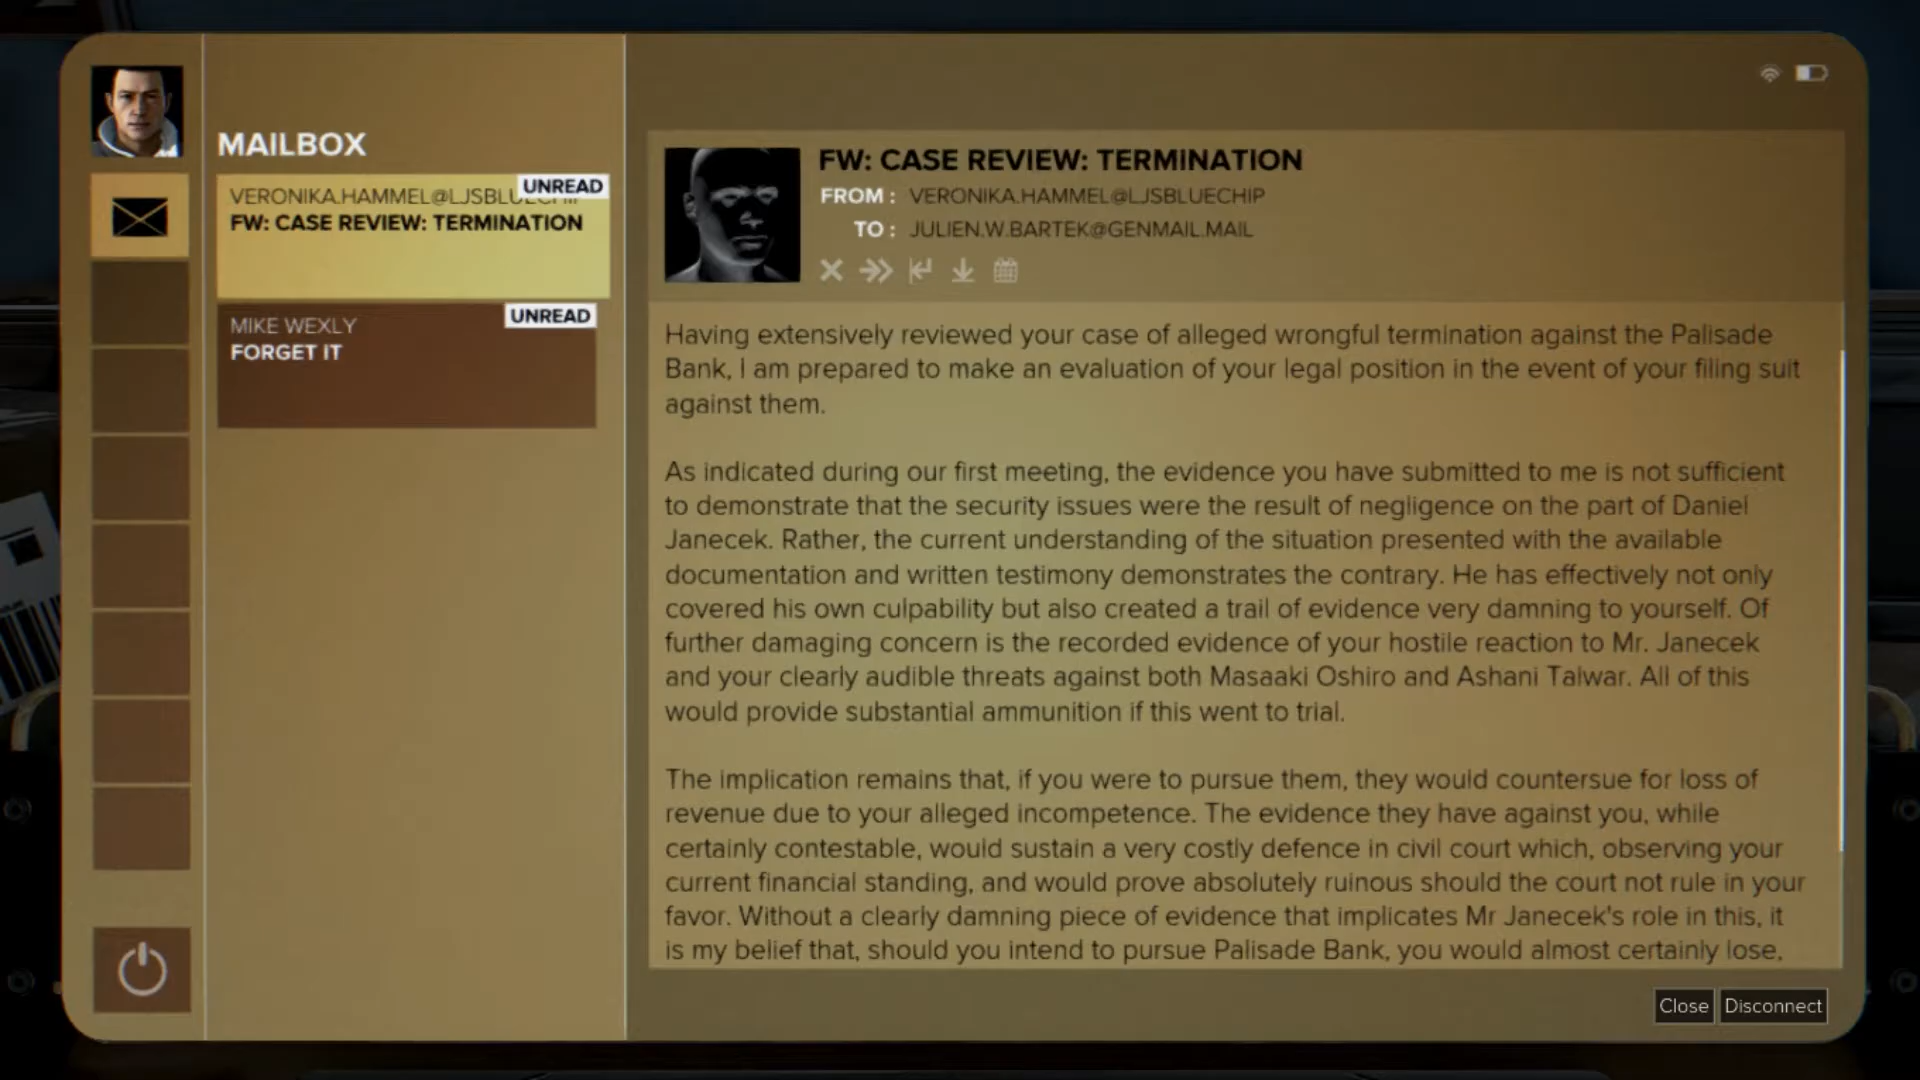 MAILBOX
VERONIKA.HAMMEL@LJSBLUECHIP
UNREAD
FW: CASE REVIEW: TERMINATION
MIKE WEXLY
UNREAD
FORGET IT
FW: CASE REVIEW: TERMINATION
FROM : VERONIKA.HAMMEL@LJSBLUECHIP
TO : JULIEN.W.BARTEK@GENMAIL.MAIL
Having extensively reviewed your case of alleged wrongful termination against the Palisade
Bank, I am prepared to make an evaluation of your legal position in the event of your filing suit
against them.
As indicated during our first meeting, the evidence you have submitted to me is not sufficient
to demonstrate that the security issues were the result of negligence on the part of Daniel
Janecek. Rather, the current understanding of the situation presented with the available
documentation and written testimony demonstrates the contrary. He has effectively not only
covered his own culpability but also created a trail of evidence very damning to yourself. Of
further damaging concern is the recorded evidence of your hostile reaction to Mr. Janecek
and your clearly audible threats against both Masaaki Oshiro and Ashani Talwar. All of this
would provide substantial ammunition if this went to trial.
The implication remains that, if you were to pursue them, they would countersue for loss of
revenue due to your alleged incompetence. The evidence they have against you, while
certainly contestable, would sustain a very costly defence in civil court which, observing your
current financial standing, and would prove absolutely ruinous should the court not rule in your
favor. Without a clearly damning piece of evidence that implicates Mr Janecek's role in this, it
is my belief that, should you intend to pursue Palisade Bank, you would almost certainly lose,
Close
Disconnect